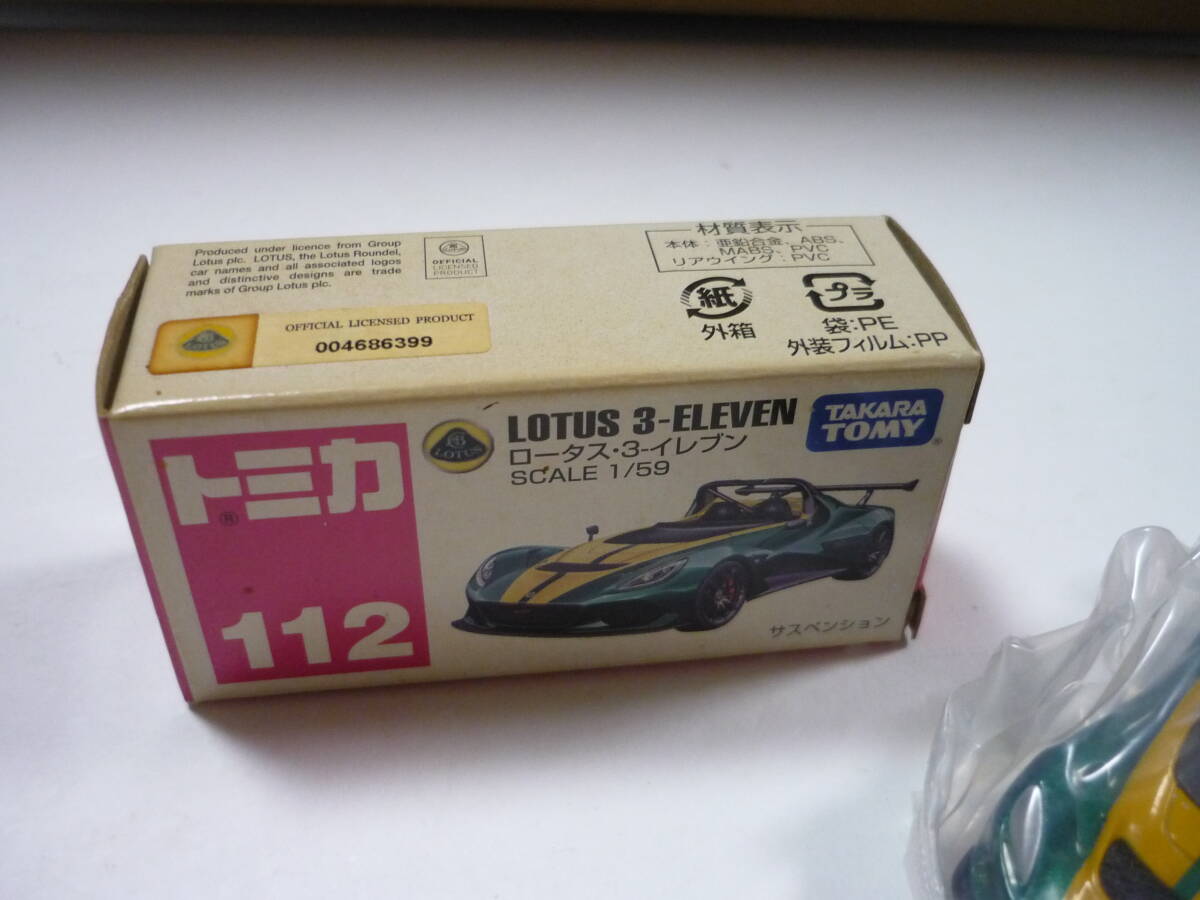 Produced under licence from Group
Lotus plc. LOTUS, the Lotus Roundel,
car names and all associated logos
and distinctive designs are trade
marks of Group Lotus plc.
OFFICIAL
LICENSED
PRODUCT
材質表示
本体:亜鉛合金、ABS、
MABS、PVC
リアウイング:PVC
LOTUS
OFFICIAL LICENSED PRODUCT
004686399
紙
外箱
プラ
袋:PE
外装フィルム:PP
トミカ®
112
LOTUS
LOTUS 3-ELEVEN
ロータス・3-イレブン
SCALE 1/59
TAKARA
TOMY®
サスペンション